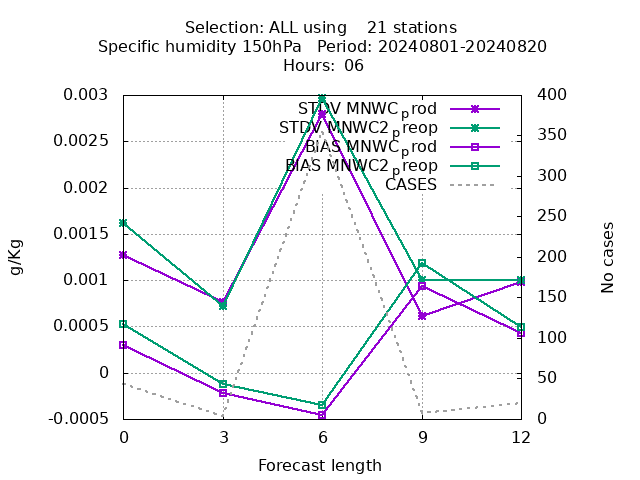 Selection: ALL using    21 stations
Specific humidity 150hPa   Period: 20240801-20240820
Hours:  06
0.003
0.0025
0.002
0.0015
0.001
0.0005
0
-0.0005
400
350
300
250
200
150
100
50
0
STDV MNWC_prod
STDV MNWC2_preop
BIAS MNWC_prod
BIAS MNWC2_preop
CASES
g/Kg
No cases
0 3 6 9 12
Forecast length